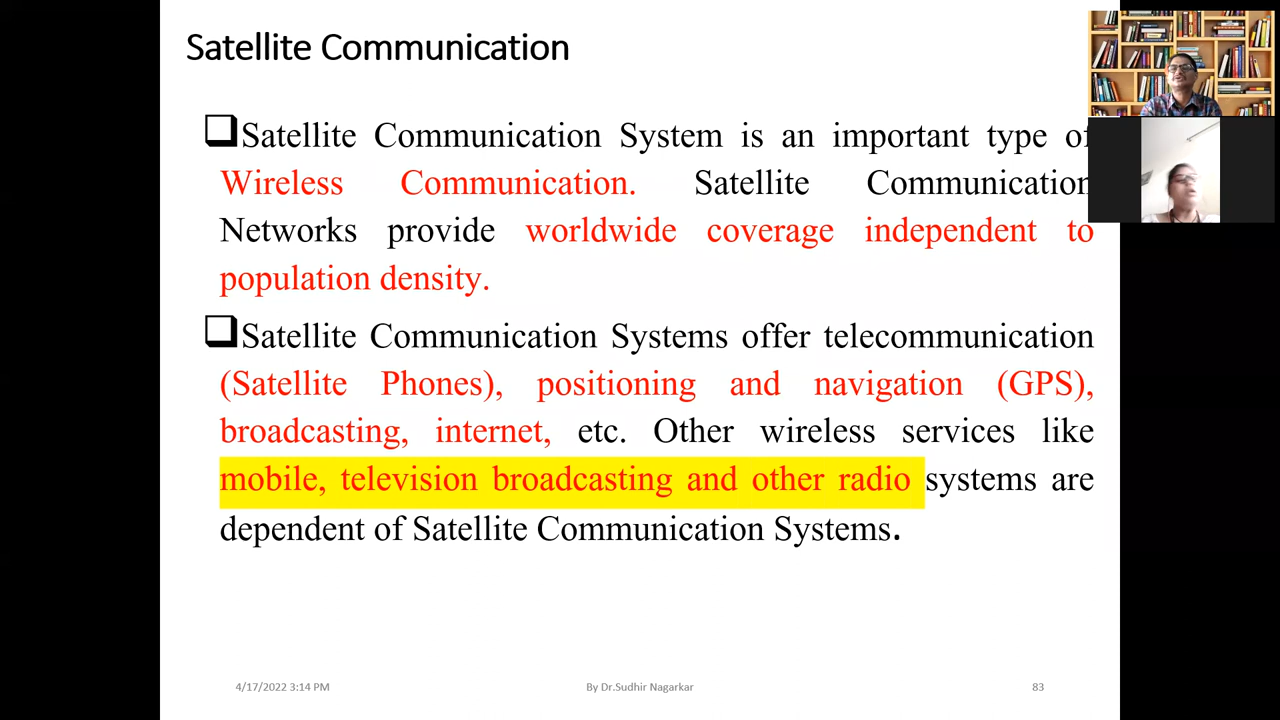 Satellite Communication
❑Satellite Communication System is an important type of
Wireless Communication. Satellite Communication
Networks provide worldwide coverage independent to
population density.
❑Satellite Communication Systems offer telecommunication
(Satellite Phones), positioning and navigation (GPS),
broadcasting, internet, etc. Other wireless services like
mobile, television broadcasting and other radio systems are
dependent of Satellite Communication Systems.
4/17/2022 3:14 PM By Dr.Sudhir Nagarkar 83